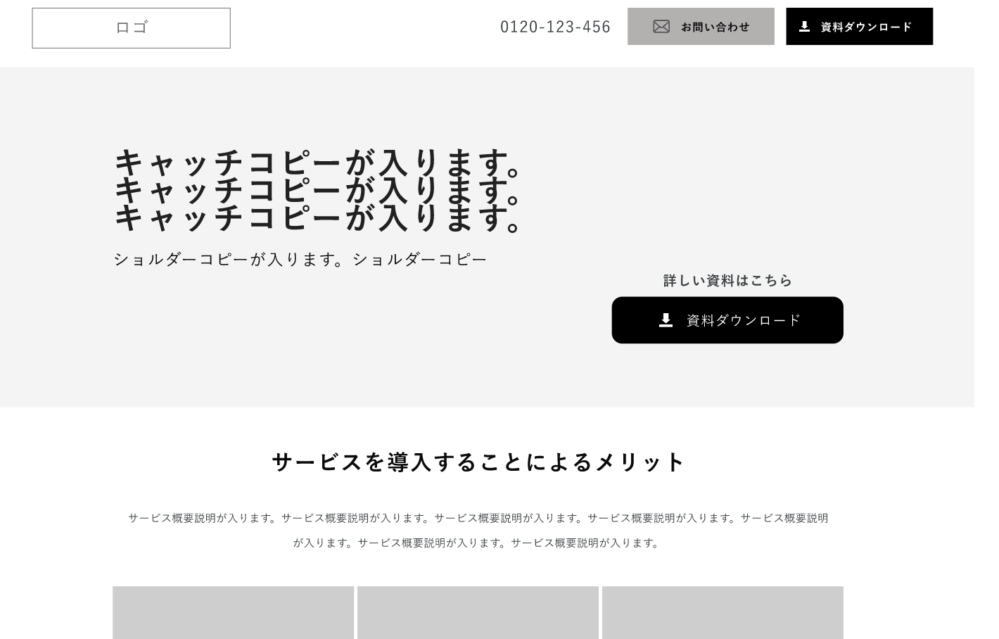 ロゴ
0120-123-456
お問い合わせ
資料ダウンロード
キャッチコピーが入ります。
キャッチコピーが入ります。
キャッチコピーが入ります。
ショルダーコピーが入ります。ショルダーコピー
詳しい資料はこちら
資料ダウンロード
サービスを導入することによるメリット
サービス概要説明が入ります。サービス概要説明が入ります。サービス概要説明が入ります。サービス概要説明が入ります。サービス概要説明
が入ります。サービス概要説明が入ります。サービス概要説明が入ります。